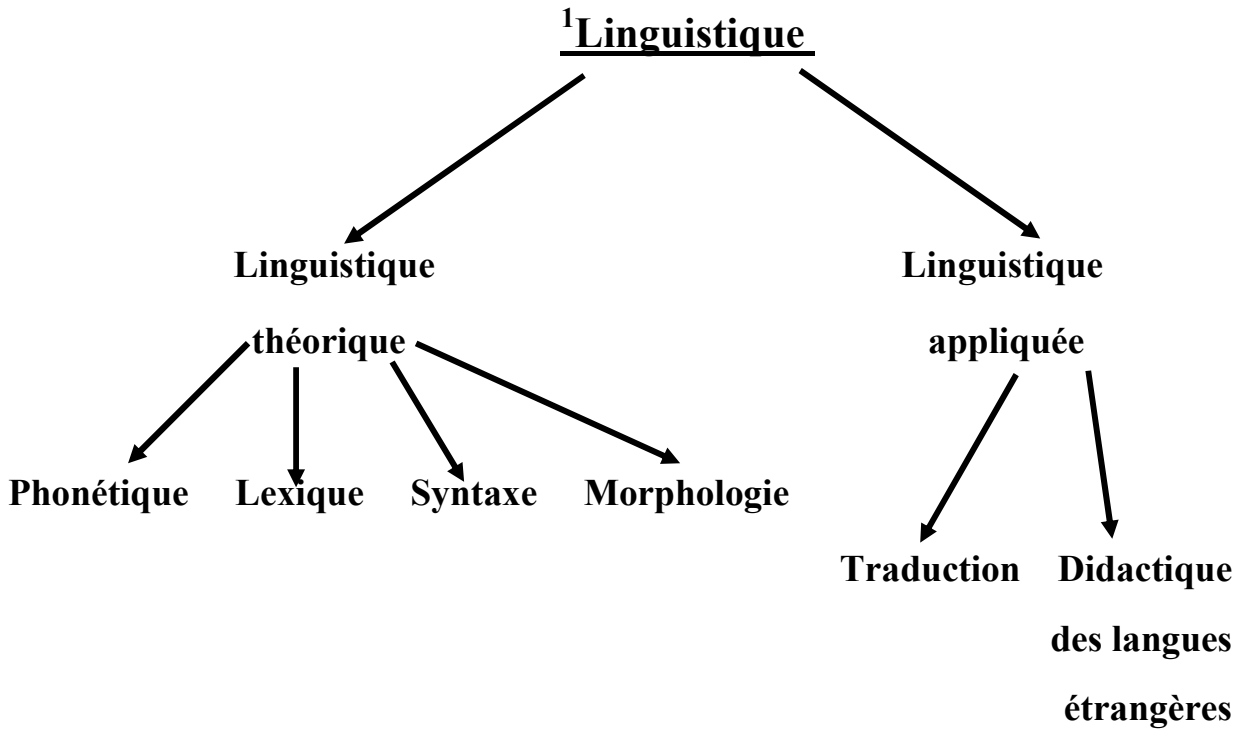 ¹Linguistique
Linguistique
théorique
Linguistique
appliquée
Phonétique Lexique Syntaxe Morphologie
Traduction
Didactique
des langues
étrangères